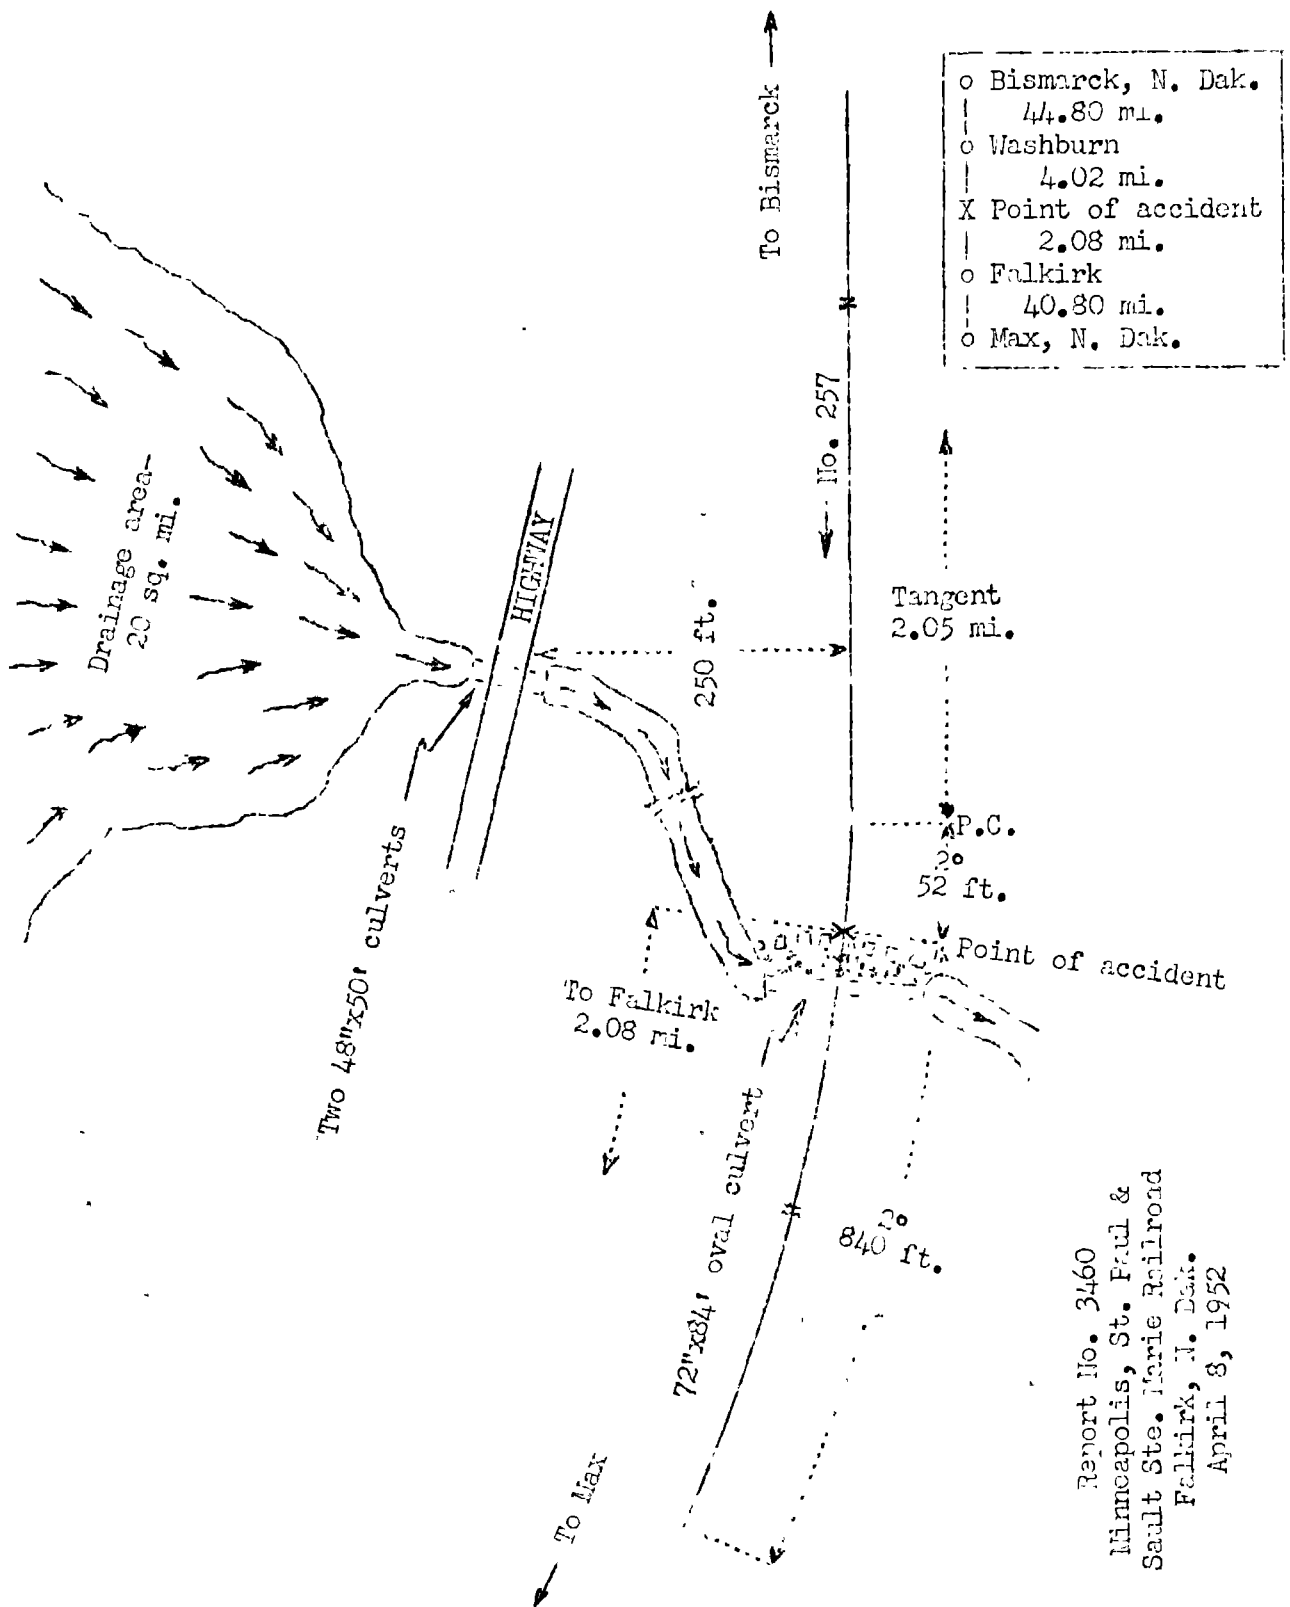 To Bismarck
o Bismarck, N. Dak.
44.80 mi.
o Washburn
4.02 mi.
X Point of accident
2.08 mi.
o Falkirk
40.80 mi.
o Max, N. Dak.
No. 257
Drainage area—
20 sq. mi.
HIGHWAY
250 ft.
Tangent
2.05 mi.
P.C.
2°
52 ft.
Two 48"x50' culverts
Point of accident
To Falkirk
2.08 mi.
72"x84' oval culvert
2°
840 ft.
To Max
Report No. 3460
Minneapolis, St. Paul &
Sault Ste. Marie Railroad
Falkirk, N. Dak.
April 8, 1952